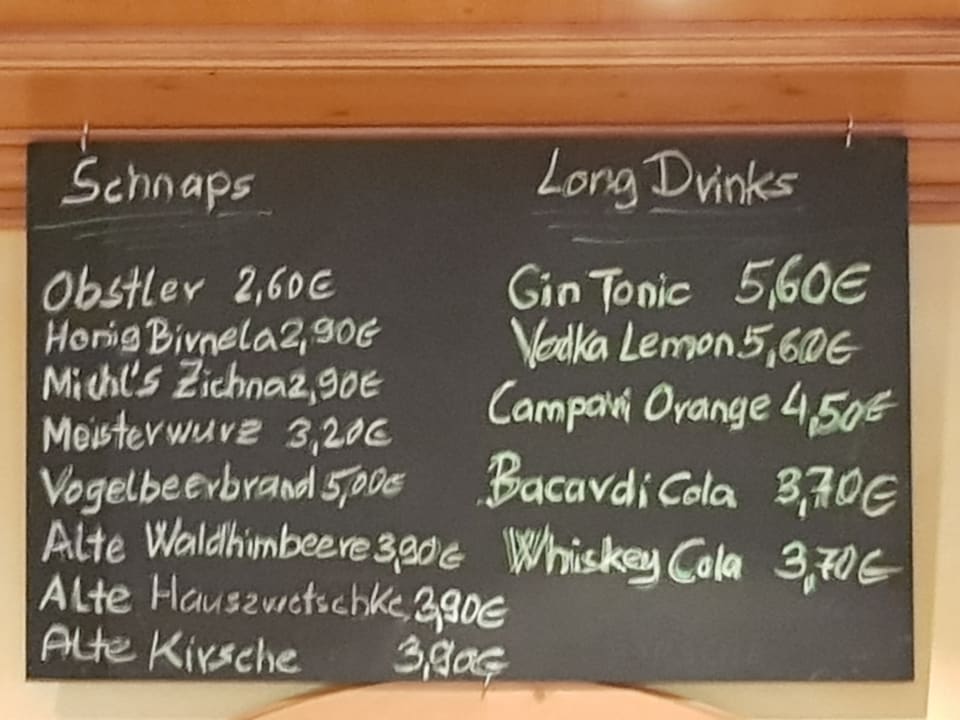 Schnaps
Obstler 2,60€
Honig Birnela 2,90€
Michl's Zichna 2,90€
Meisterwurz 3,20€
Vogelbeerbrand 5,00€
Alte Waldhimbeere 3,90€
Alte Hauszwetschke 3,90€
Alte Kirsche 3,90€
Long Drinks
Gin Tonic 5,60€
Vodka Lemon 5,60€
Campari Orange 4,50€
Bacardi Cola 3,70€
Whiskey Cola 3,70€